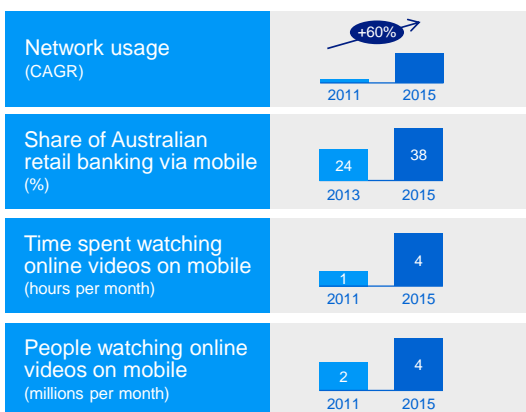 Network usage
(CAGR)
+60%
2011 2015
Share of Australian
retail banking via mobile
(%)
24 38
2013 2015
Time spent watching
online videos on mobile
(hours per month)
1 4
2011 2015
People watching online
videos on mobile
(millions per month)
2 4
2011 2015